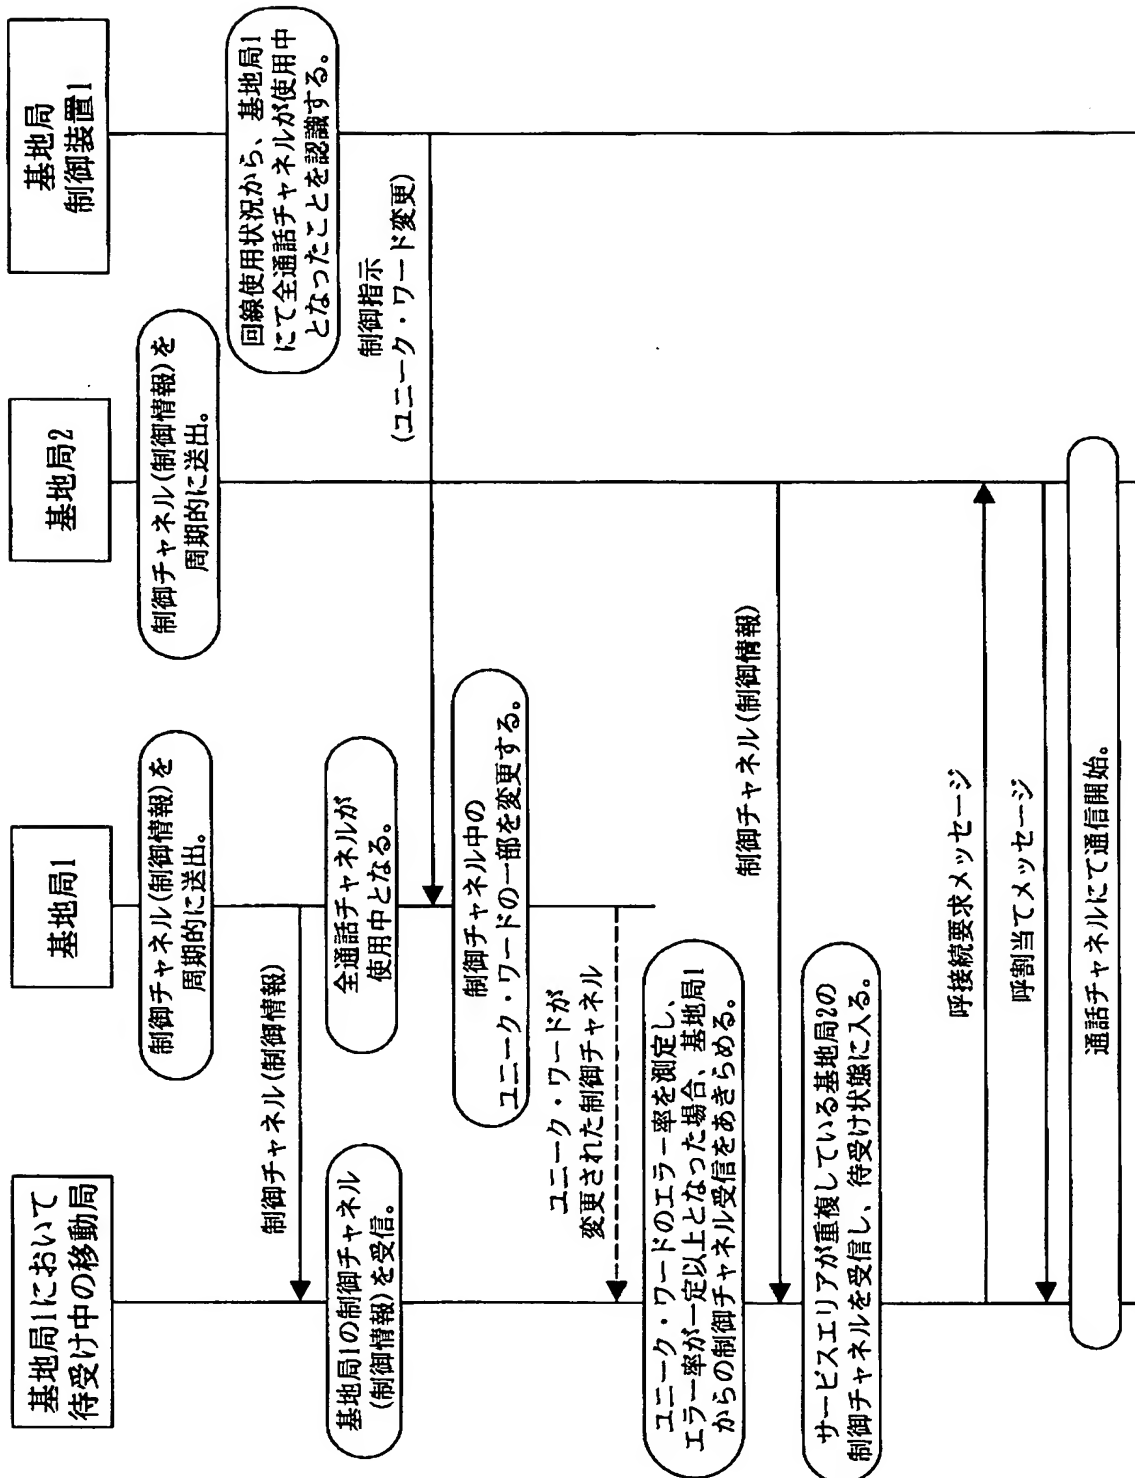 基地局1において
待受け中の移動局
基地局1
基地局2
基地局
制御装置1
制御チャネル(制御情報)を
周期的に送出。
制御チャネル(制御情報)を
周期的に送出。
制御チャネル(制御情報)
基地局1の制御チャネル
(制御情報)を受信。
全通話チャネルが
使用中となる。
回線使用状況から、基地局1
にて全通話チャネルが使用中
となったことを認識する。
制御指示
(ユニーク・ワード変更)
制御チャネル中の
ユニーク・ワードの一部を変更する。
ユニーク・ワードが
変更された制御チャネル
ユニーク・ワードのエラー率を測定し、
エラー率が一定以上となった場合、基地局1
からの制御チャネル受信をあきらめる。
制御チャネル(制御情報)
サービスエリアが重複している基地局2の
制御チャネルを受信し、待受け状態に入る。
呼接続要求メッセージ
呼割当てメッセージ
通話チャネルにて通信開始。